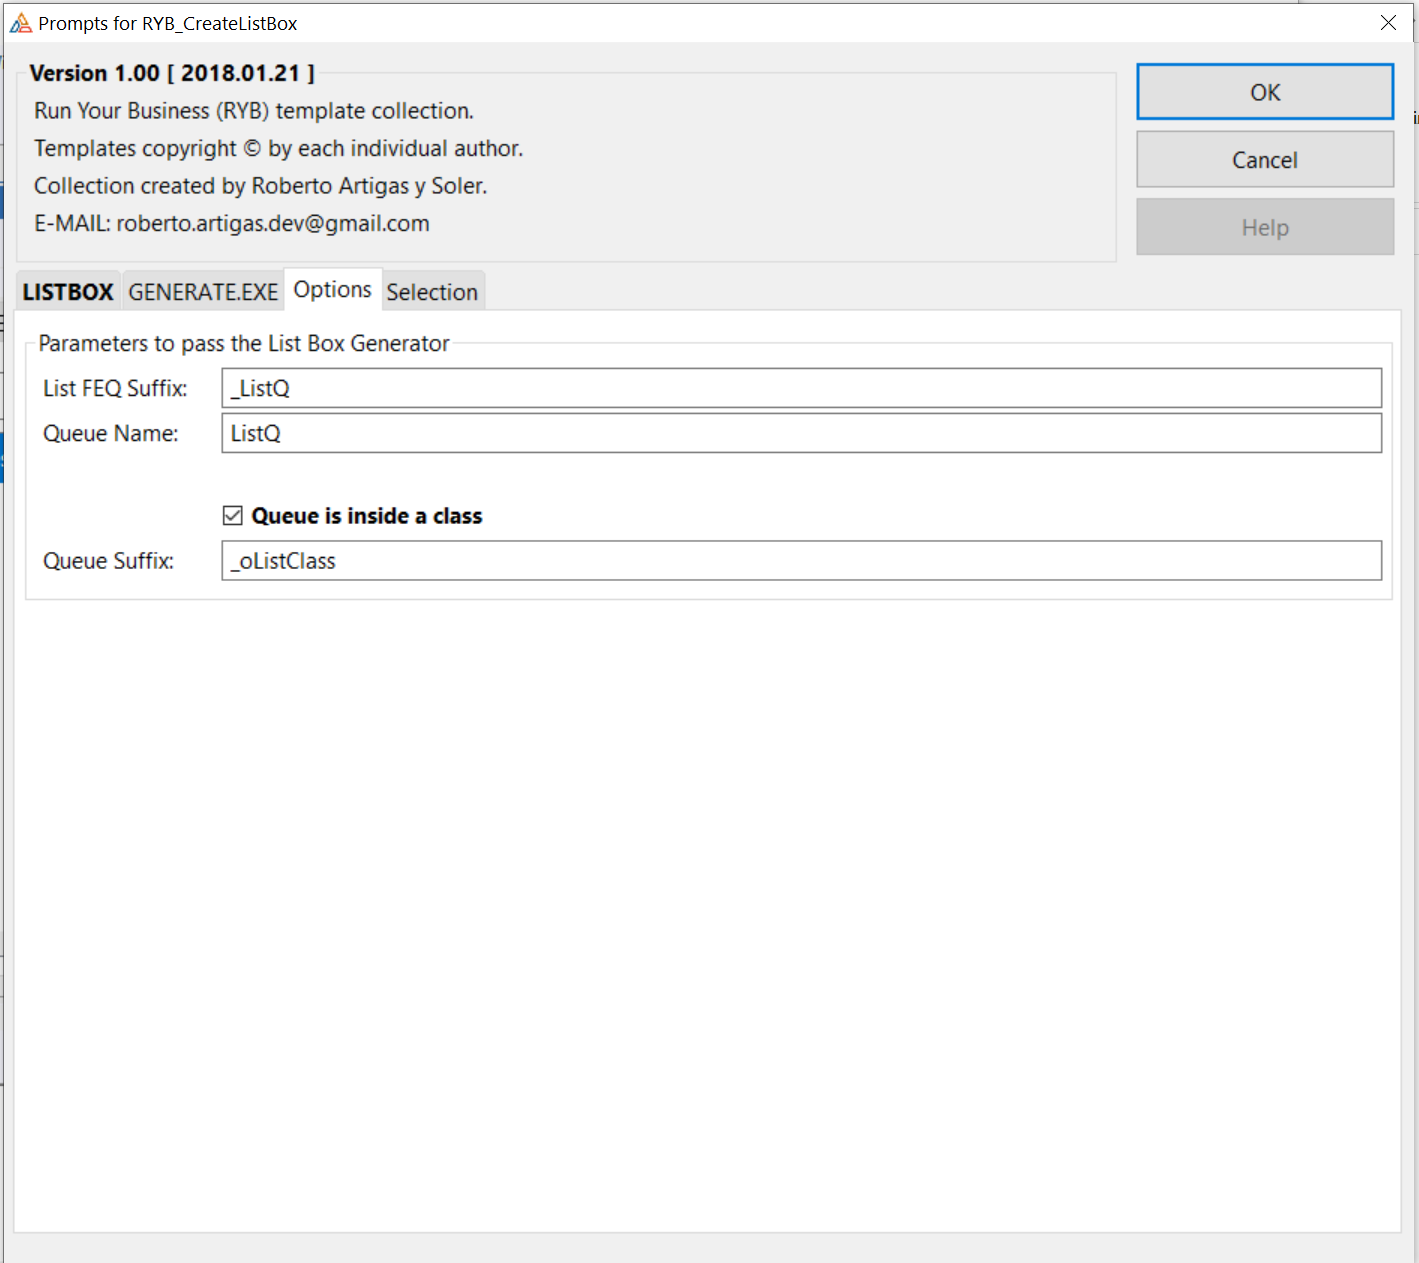 Prompts for RYB_CreateListBox
Version 1.00 [ 2018.01.21 ]
Run Your Business (RYB) template collection.
Templates copyright © by each individual author.
Collection created by Roberto Artigas y Soler.
E-MAIL: roberto.artigas.dev@gmail.com
OK
Cancel
Help
LISTBOX GENERATE.EXE Options Selection
Parameters to pass the List Box Generator
List FEQ Suffix: _ListQ
Queue Name: ListQ
Queue is inside a class
Queue Suffix: _oListClass